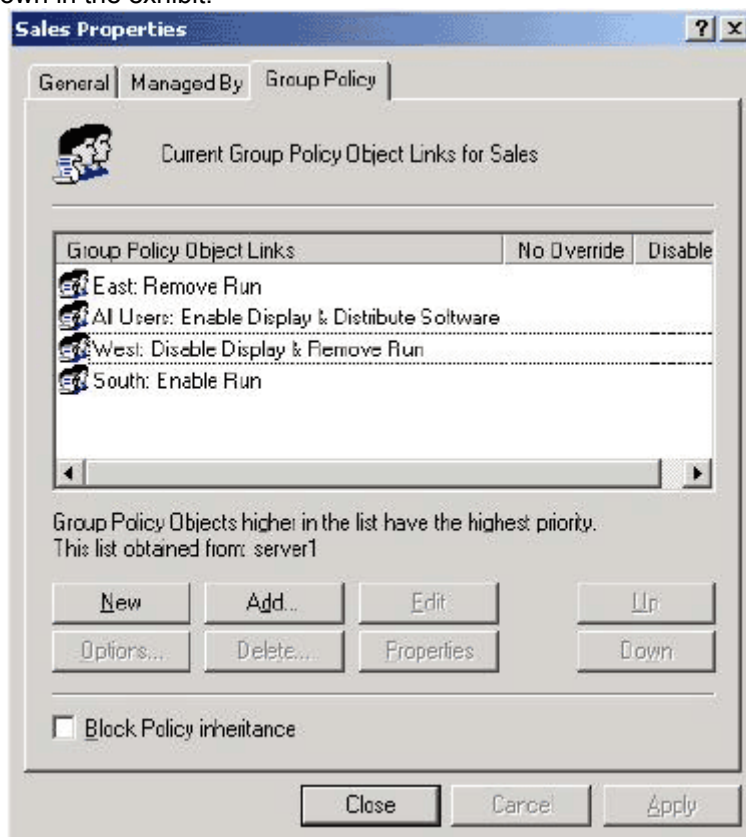 own in the exhibit.
Sales Properties
? x
General Managed By Group Policy
Current Group Policy Object Links for Sales
Group Policy Object Links No Override Disable
East: Remove Run
All Users: Enable Display & Distribute Software
West: Disable Display & Remove Run
South: Enable Run
Group Policy Objects higher in the list have the highest priority.
This list obtained from: server1
New Add... Edit Up
Options... Delete... Properties Down
Block Policy inheritance
Close Cancel Apply